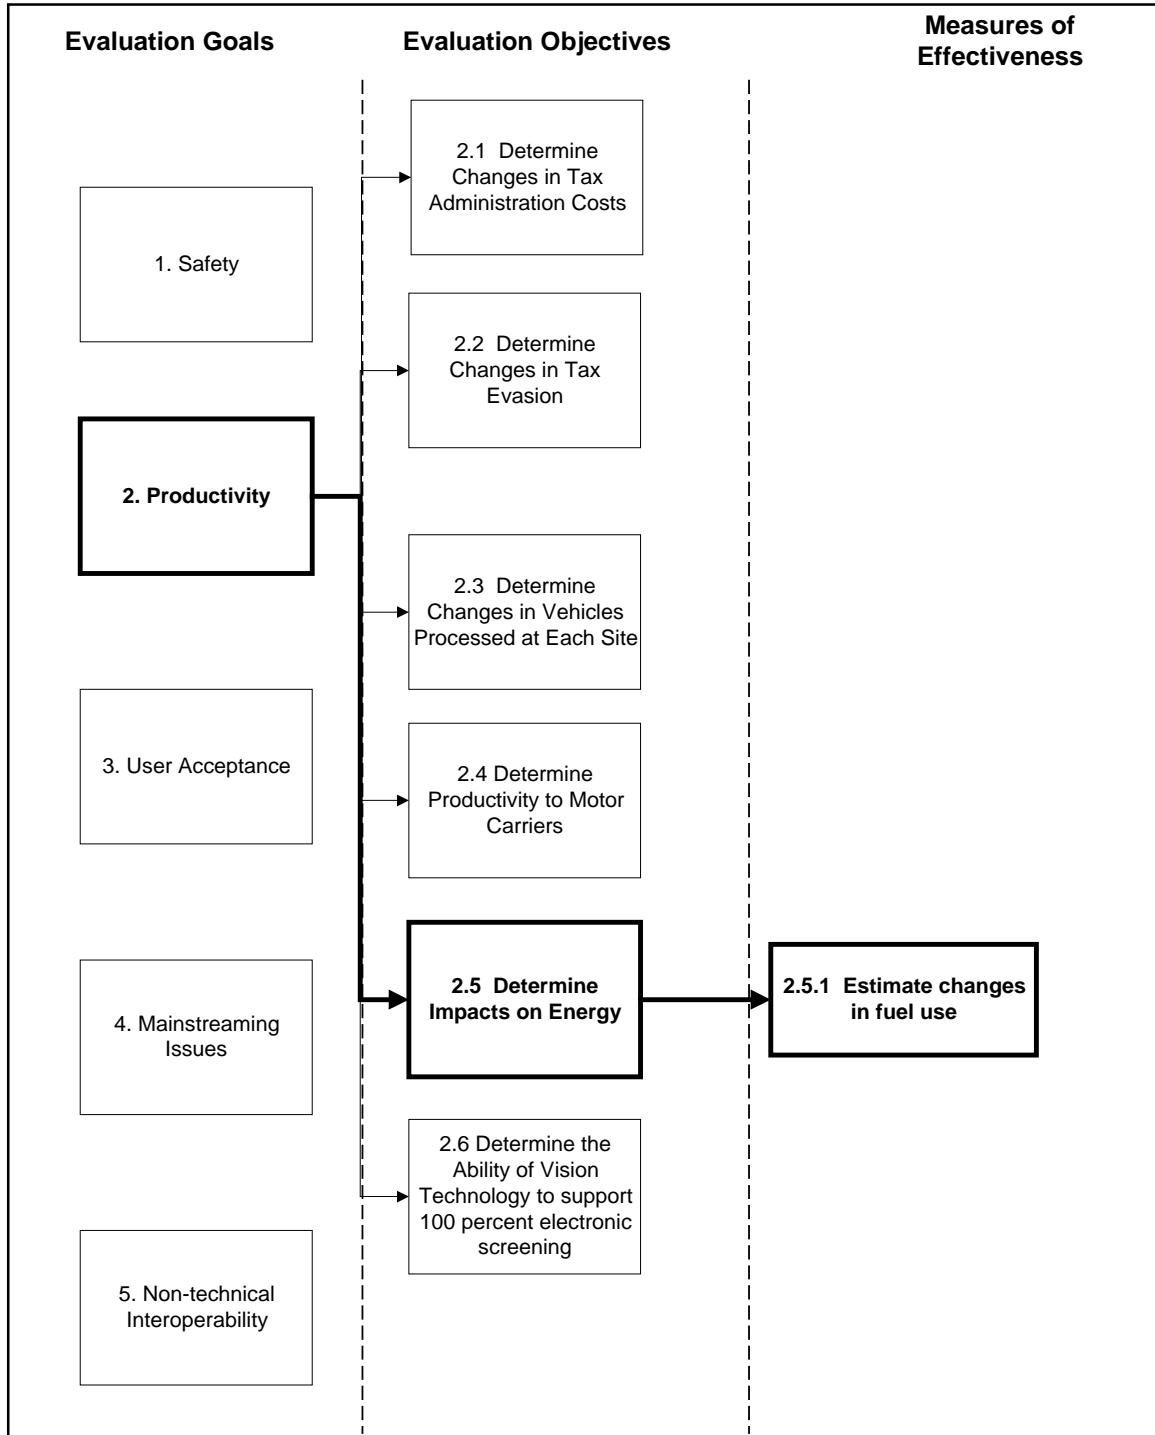 Evaluation Goals
Evaluation Objectives
Measures of
Effectiveness
1. Safety
2. Productivity
3. User Acceptance
4. Mainstreaming
Issues
5. Non-technical
Interoperability
2.1 Determine
Changes in Tax
Administration Costs
2.2 Determine
Changes in Tax
Evasion
2.3 Determine
Changes in Vehicles
Processed at Each Site
2.4 Determine
Productivity to Motor
Carriers
2.5 Determine
Impacts on Energy
2.6 Determine the
Ability of Vision
Technology to support
100 percent electronic
screening
2.5.1 Estimate changes
in fuel use